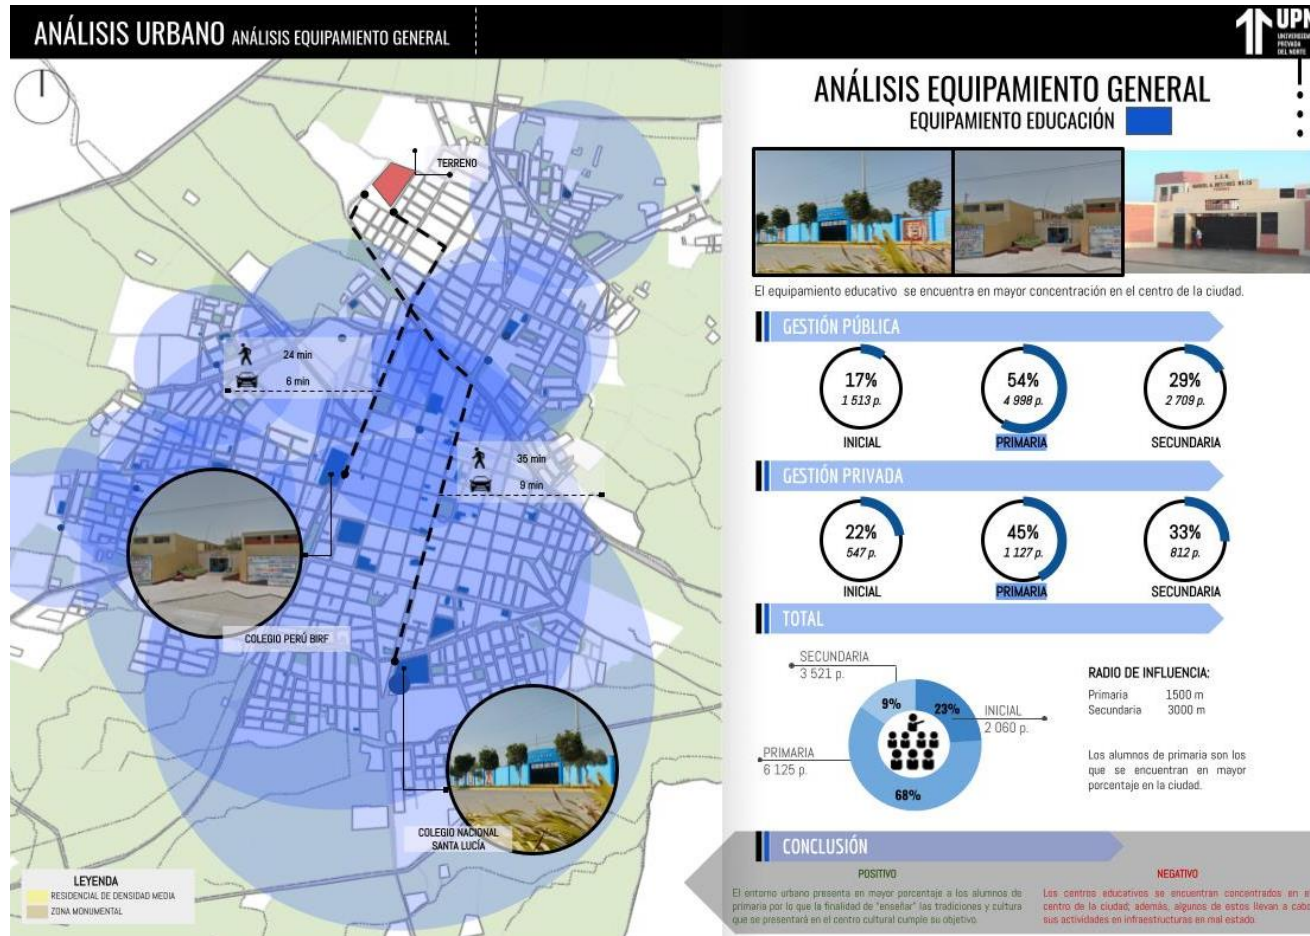 ANÁLISIS URBANO ANÁLISIS EQUIPAMIENTO GENERAL
UPN
UNIVERSIDAD
PRIVADA
DEL NORTE
TERRENO
24 min
6 min
35 min
9 min
COLEGIO PERÚ BIRF
COLEGIO NACIONAL
SANTA LUCÍA
LEYENDA
RESIDENCIAL DE DENSIDAD MEDIA
ZONA MONUMENTAL
ANÁLISIS EQUIPAMIENTO GENERAL
EQUIPAMIENTO EDUCACIÓN
El equipamiento educativo se encuentra en mayor concentración en el centro de la ciudad.
GESTIÓN PÚBLICA
17%
1 513 p.
INICIAL
54%
4 998 p.
PRIMARIA
29%
2 709 p.
SECUNDARIA
GESTIÓN PRIVADA
22%
547 p.
INICIAL
45%
1 127 p.
PRIMARIA
33%
812 p.
SECUNDARIA
TOTAL
SECUNDARIA
3 521 p.
9%
23%
INICIAL
2 060 p.
PRIMARIA
6 125 p.
68%
RADIO DE INFLUENCIA:
Primaria 1500 m
Secundaria 3000 m
Los alumnos de primaria son los
que se encuentran en mayor
porcentaje en la ciudad.
CONCLUSIÓN
POSITIVO
El entorno urbano presenta en mayor porcentaje a los alumnos de
primaria por lo que la finalidad de "enseñar" las tradiciones y cultura
que se presentará en el centro cultural cumple su objetivo.
NEGATIVO
Los centros educativos se encuentran concentrados en el
centro de la ciudad; además, algunos de estos llevan a cabo
sus actividades en infraestructuras en mal estado.